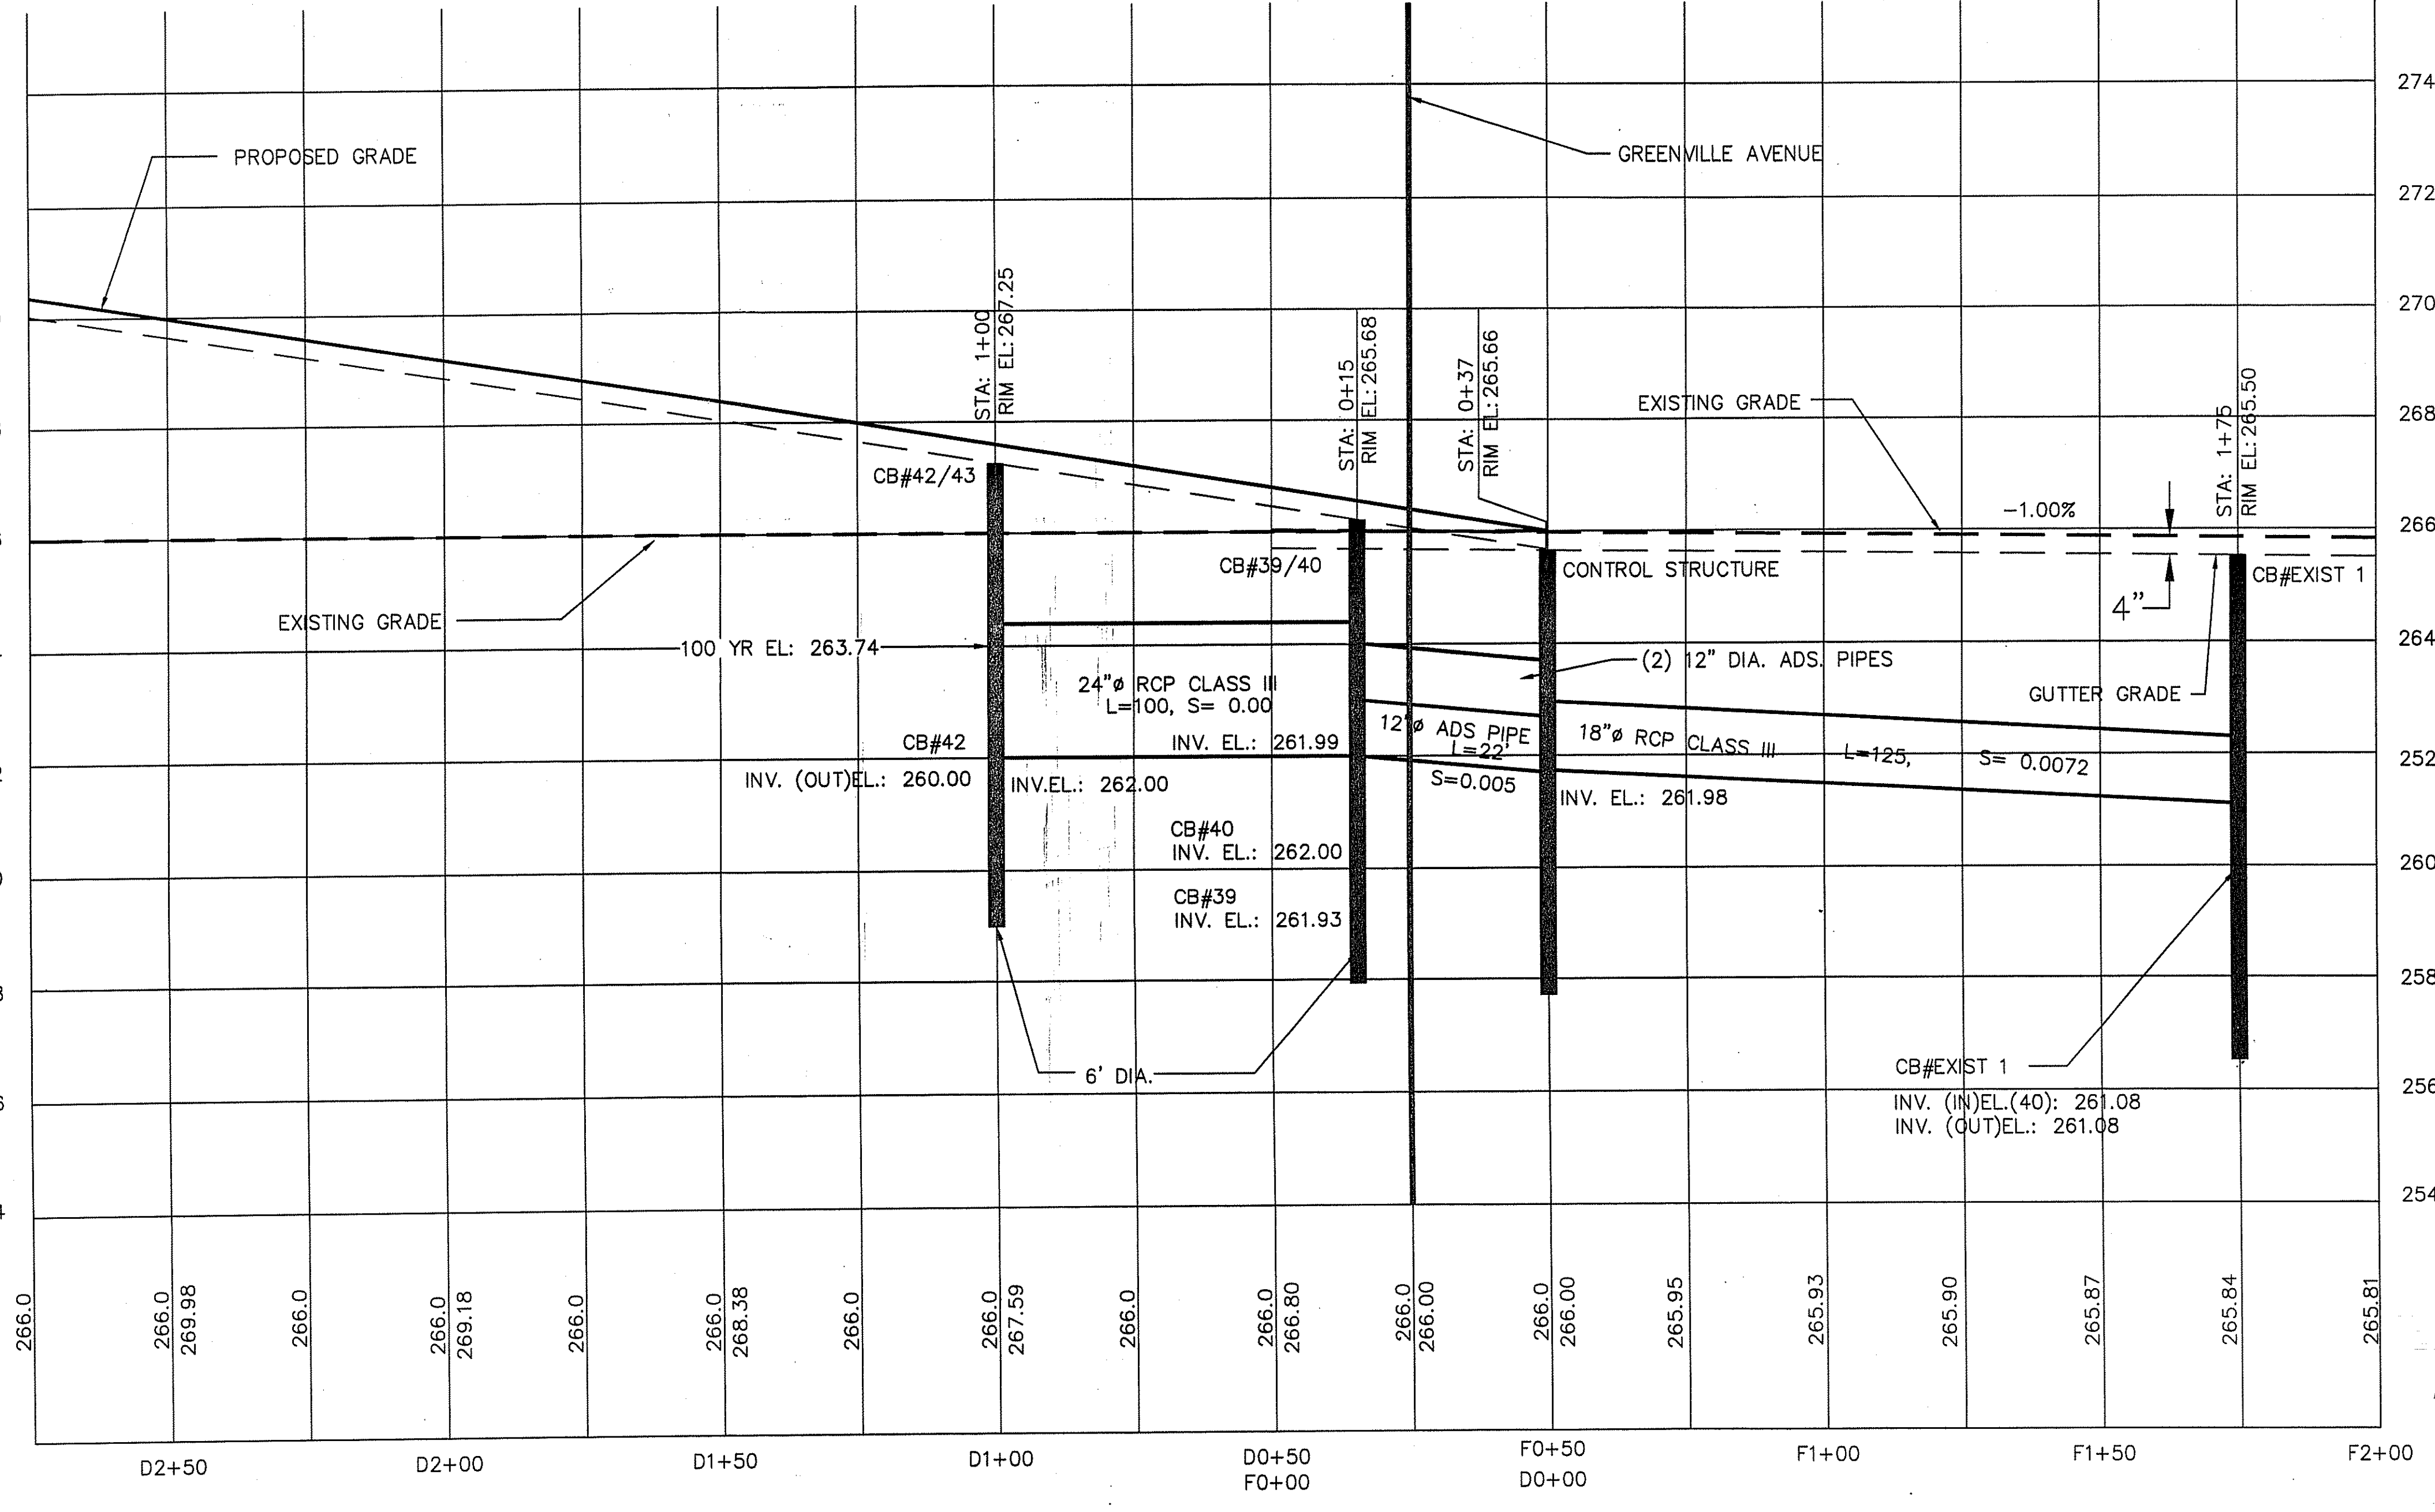 274
272
270
268
266
264
252
260
258
256
254
PROPOSED GRADE
GREENVILLE AVENUE
STA: 1+00
RIM EL: 267.25
STA: 0+15
RIM EL: 265.68
STA: 0+37
RIM EL: 265.66
EXISTING GRADE
STA: 1+75
RIM EL: 265.50
-1.00%
CB#42/43
CB#39/40
CONTROL STRUCTURE
CB#EXIST 1
4"
EXISTING GRADE
100 YR EL: 263.74
(2) 12" DIA. ADS. PIPES
24"ø RCP CLASS III
L=100, S= 0.00
GUTTER GRADE
CB#42
INV. (OUT)EL.: 260.00
INV.EL.: 262.00
INV. EL.: 261.99
12"ø ADS PIPE
L=22'
S=0.005
18"ø RCP CLASS III L=125, S= 0.0072
INV. EL.: 261.98
CB#40
INV. EL.: 262.00
CB#39
INV. EL.: 261.93
6' DIA.
CB#EXIST 1
INV. (IN)EL.(40): 261.08
INV. (OUT)EL.: 261.08
266.0
266.0
269.98
266.0
266.0
269.18
266.0
266.0
268.38
266.0
266.0
267.59
266.0
266.0
266.80
266.0
266.00
266.0
266.00
265.95
265.93
265.90
265.87
265.84
265.81
D2+50
D2+00
D1+50
D1+00
D0+50
F0+00
F0+50
D0+00
F1+00
F1+50
F2+00